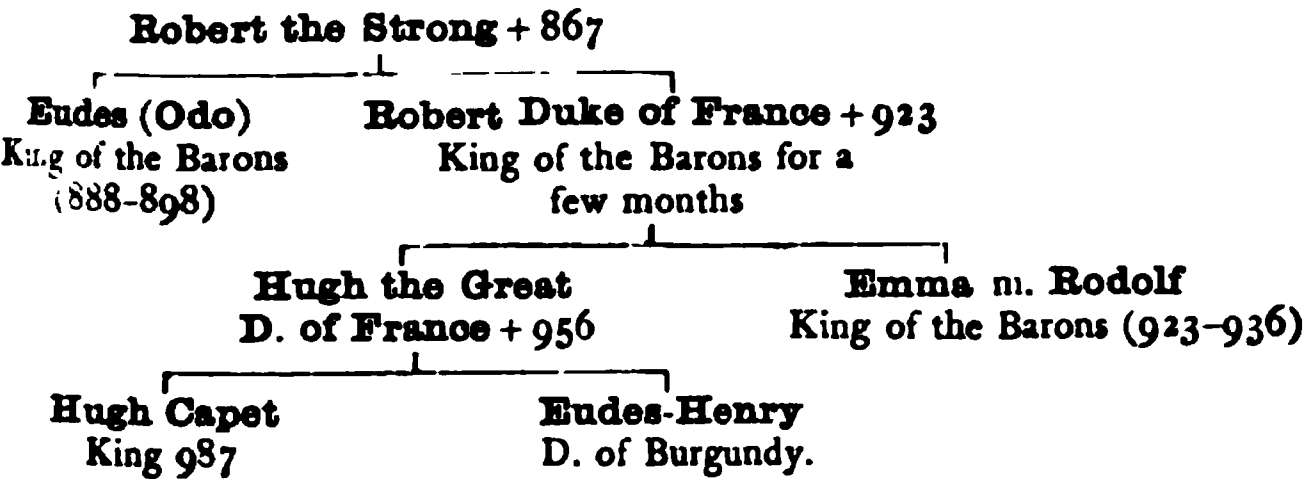 Robert the Strong + 867
Eudes (Odo)
King of the Barons
(888-898)
Robert Duke of France + 923
King of the Barons for a
few months
Hugh the Great
D. of France + 956
Emma m. Rodolf
King of the Barons (923-936)
Hugh Capet
King 987
Eudes-Henry
D. of Burgundy.